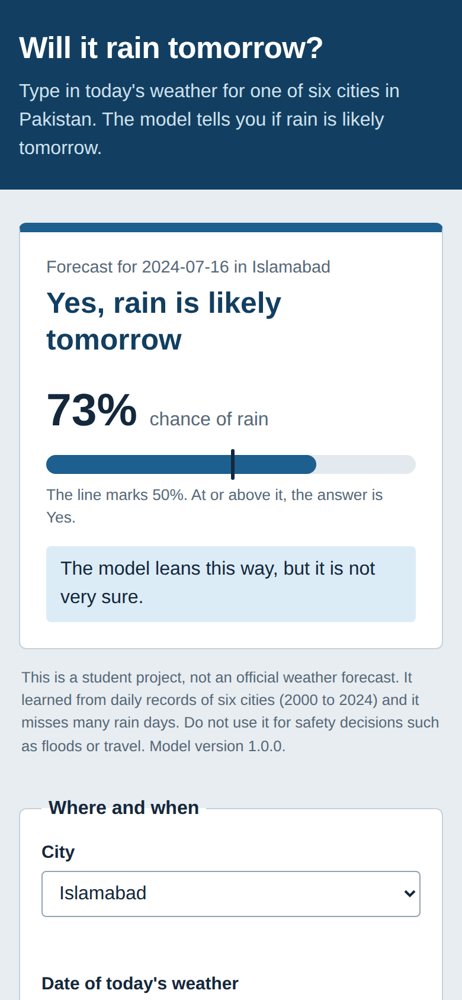 Will it rain tomorrow?
Type in today's weather for one of six cities in
Pakistan. The model tells you if rain is likely
tomorrow.
Forecast for 2024-07-16 in Islamabad
Yes, rain is likely
tomorrow
73% chance of rain
The line marks 50%. At or above it, the answer is
Yes.
The model leans this way, but it is not
very sure.
This is a student project, not an official weather forecast. It
learned from daily records of six cities (2000 to 2024) and it
misses many rain days. Do not use it for safety decisions such
as floods or travel. Model version 1.0.0.
Where and when
City
Islamabad
Date of today's weather